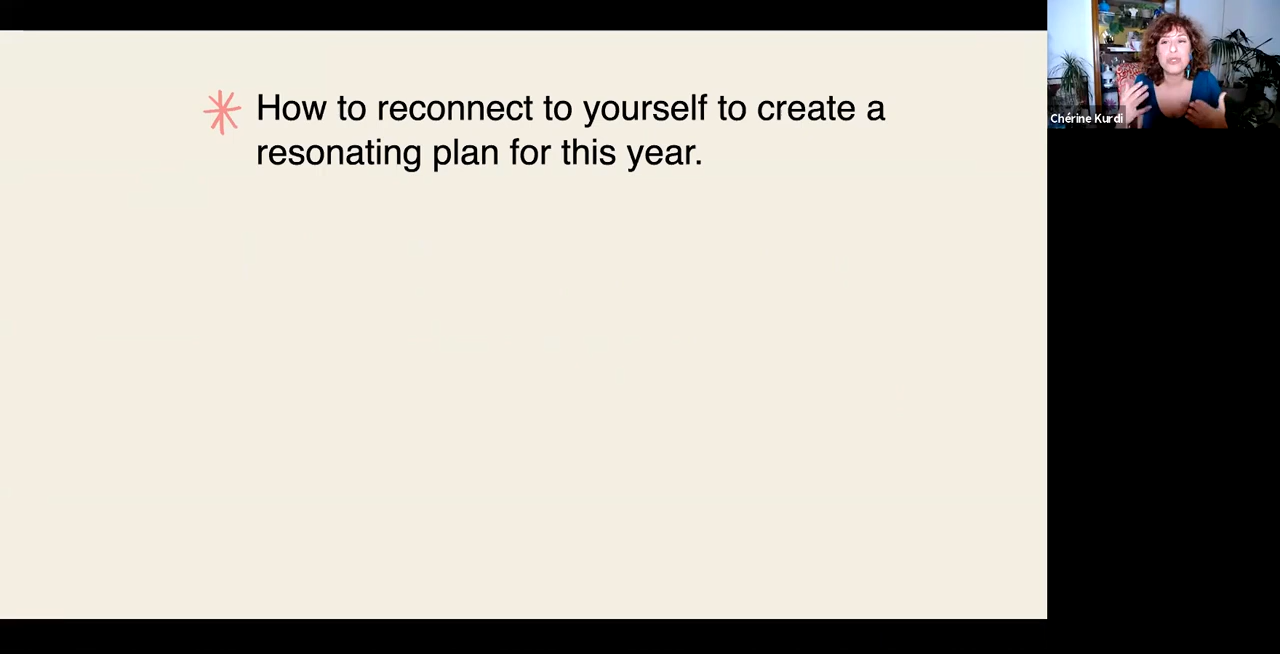 How to reconnect to yourself to create a
resonating plan for this year.
Chérine Kurdi